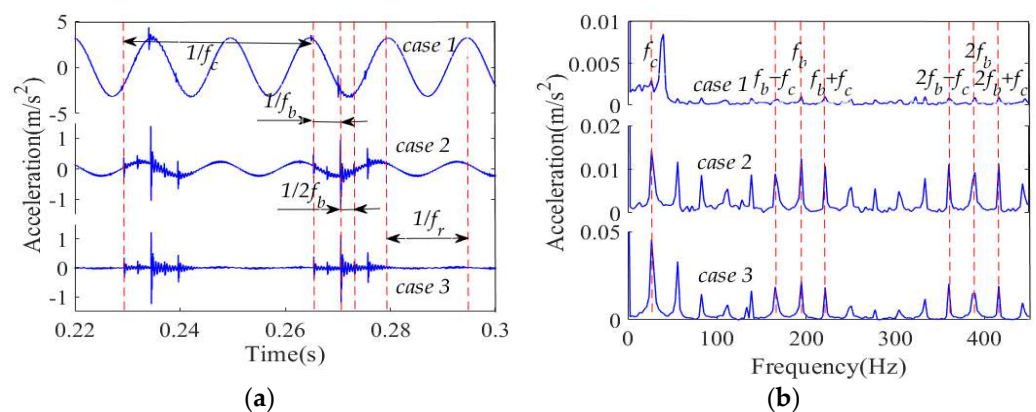 5
0
-5
1
0
-1
1
0
-1
0.22
0.24
0.26
0.28
0.3
Acceleration(m/s²)
Time(s)
case 1
1/f_c
1/f_b
case 2
1/2f_b
1/f_r
case 3
(a)
0.01
0.005
0
0.02
0.01
0
0.05
0
0
100
200
300
400
Acceleration(m/s²)
Frequency(Hz)
f_c
case 1
f_b-f_c
f_b
f_b+f_c
2f_b-f_c
2f_b
2f_b+f_c
case 2
case 3
(b)